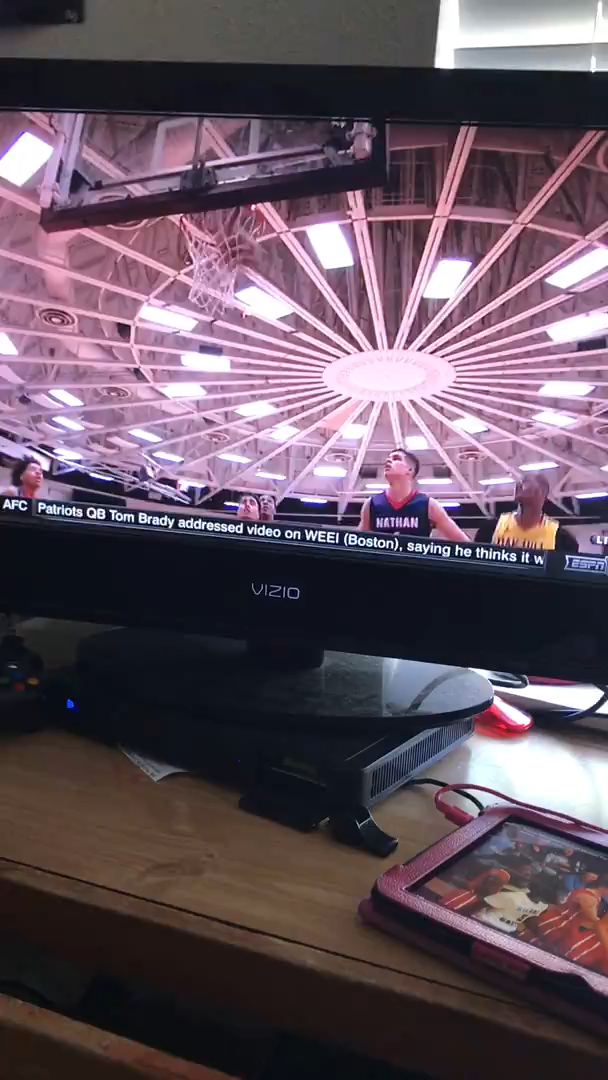 NATHAN
AFC Patriots QB Tom Brady addressed video on WEEI (Boston), saying he thinks it w
ESPN
VIZIO